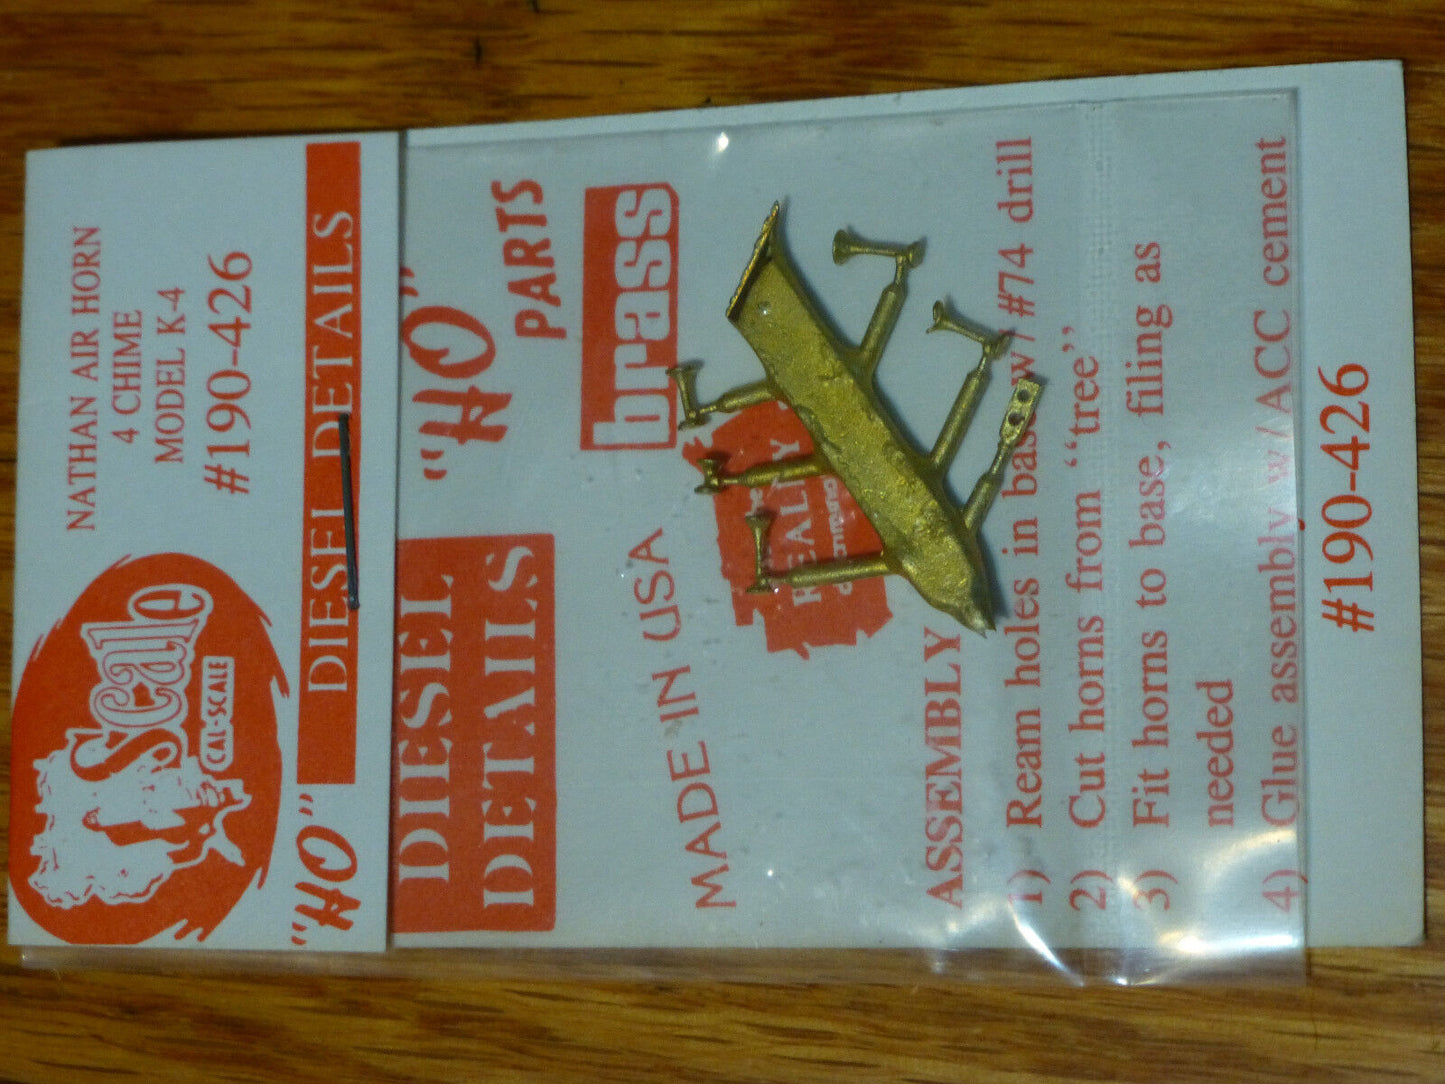 NATHAN AIR HORN
4 CHIME
MODEL K-4
#190-426
Scale
CAL-SCALE
"HO"
DIESEL DETAILS
"HO"
PARTS
brass
DIESEL
DETAILS
MADE IN USA
the
REALLY
ASSEMBLY
1) Ream holes in base w/ #74 drill
2) Cut horns from ‘‘tree’’
3) Fit horns to base, filing as
needed
4) Glue assembly w/ACC cement
#190-426